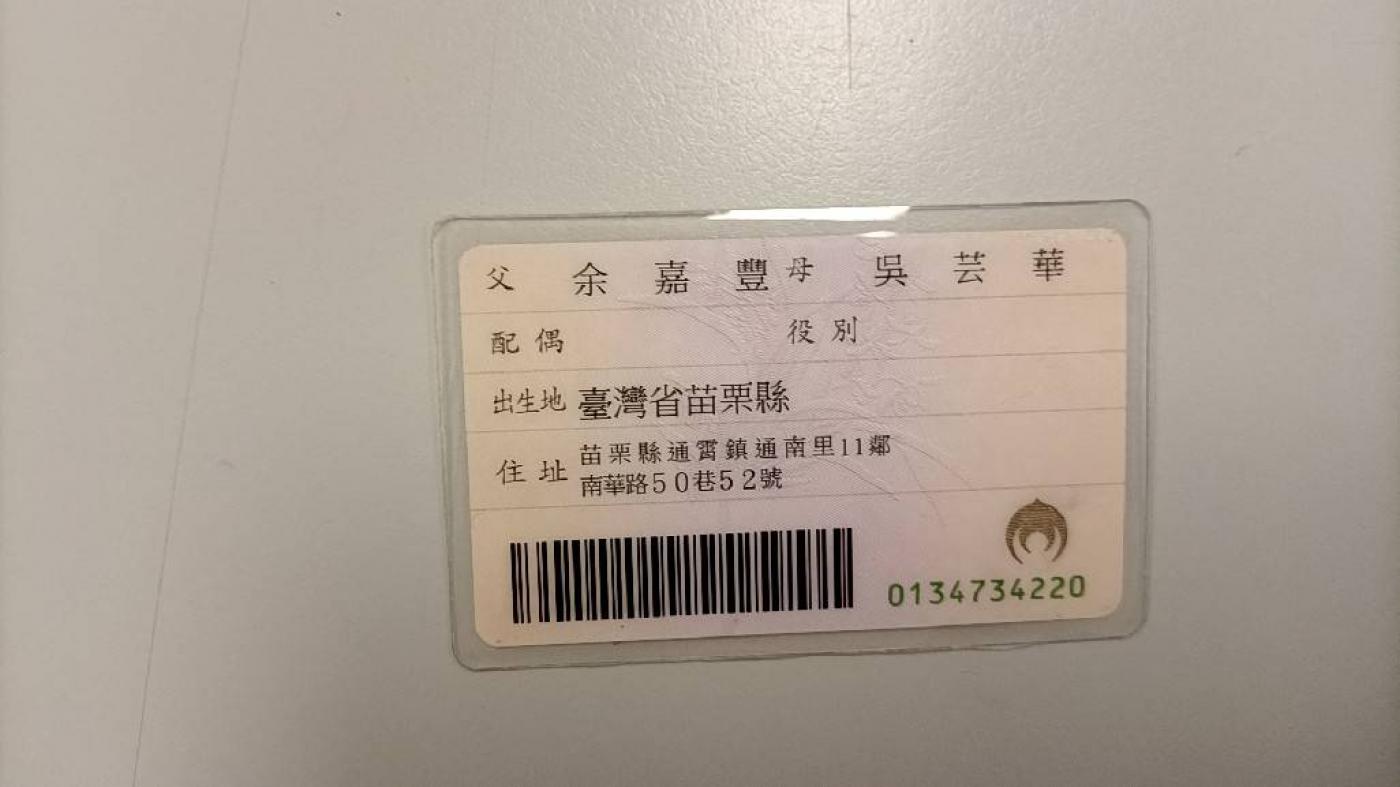 父 余嘉豐 母 吳芸華
配偶 役別
出生地 臺灣省苗栗縣
住址 苗栗縣通霄鎮通南里11鄰
南華路50巷52號
0134734220